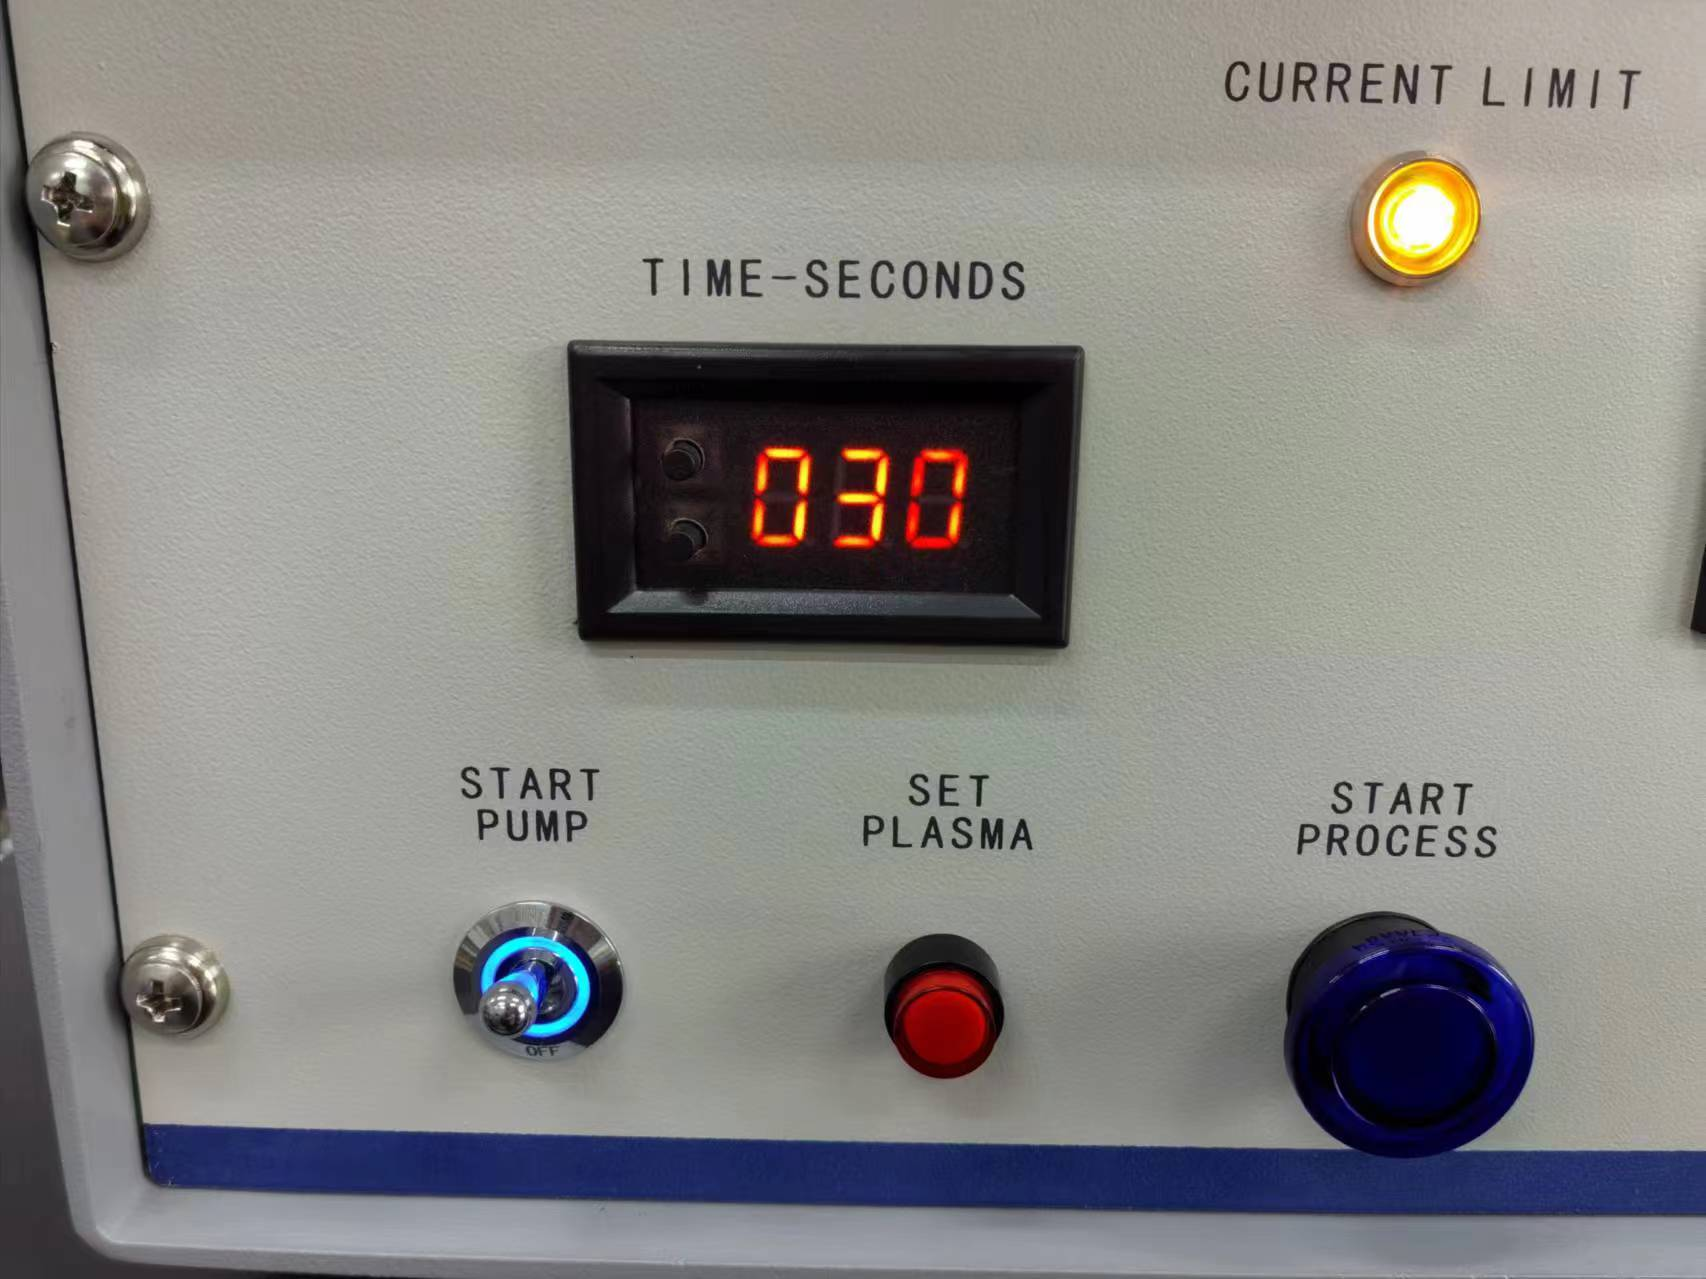 CURRENT LIMIT
TIME-SECONDS
030
START
PUMP
SET
PLASMA
START
PROCESS
OFF